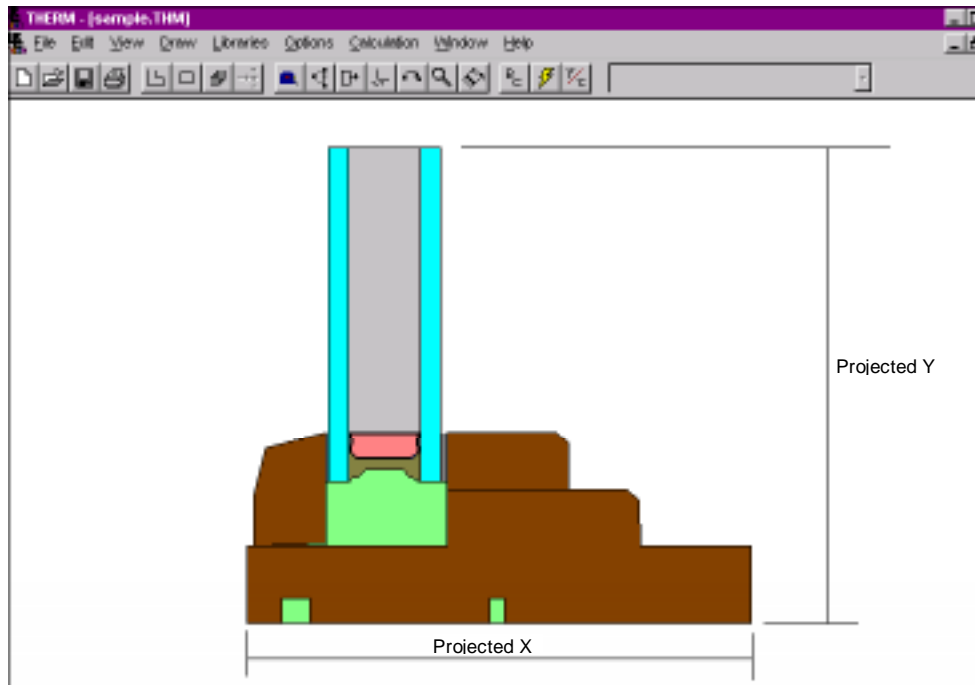 THERM - [sample.THM]
File Edit View Draw Libraries Options Calculation Window Help
Projected Y
Projected X